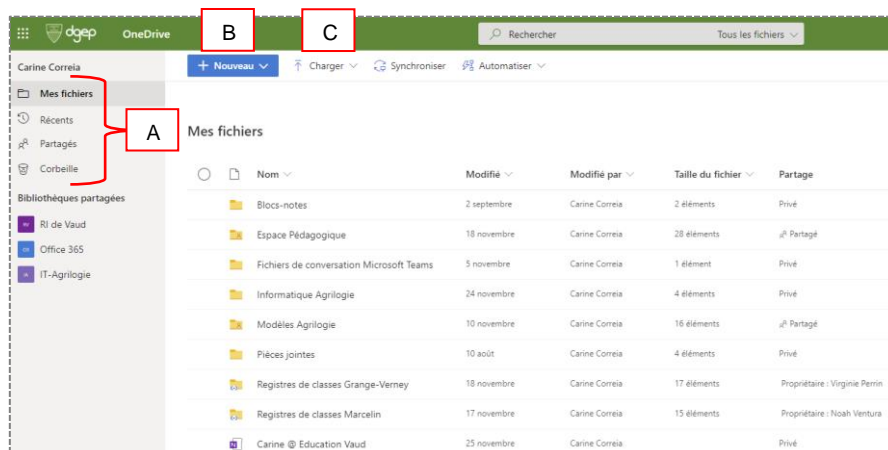 dgep OneDrive B C Rechercher Tous les fichiers
Carine Correia + Nouveau Charger Synchroniser Automatiser
Mes fichiers
Récents
Partagés
Corbeille
A
Bibliothèques partagées
RI de Vaud
Office 365
IT-Agrilogie
Mes fichiers
Nom Modifié Modifié par Taille du fichier Partage
Blocs-notes 2 septembre Carine Correia 2 éléments Privé
Espace Pédagogique 18 novembre Carine Correia 28 éléments Partagé
Fichiers de conversation Microsoft Teams 5 novembre Carine Correia 1 élément Privé
Informatique Agrilogie 24 novembre Carine Correia 4 éléments Privé
Modèles Agrilogie 10 novembre Carine Correia 16 éléments Partagé
Pièces jointes 10 août Carine Correia 4 éléments Privé
Registres de classes Grange-Verney 18 novembre Carine Correia 17 éléments Propriétaire : Virginie Perrin
Registres de classes Marcelin 17 novembre Carine Correia 15 éléments Propriétaire : Noah Ventura
Carine @ Education Vaud 25 novembre Carine Correia Privé